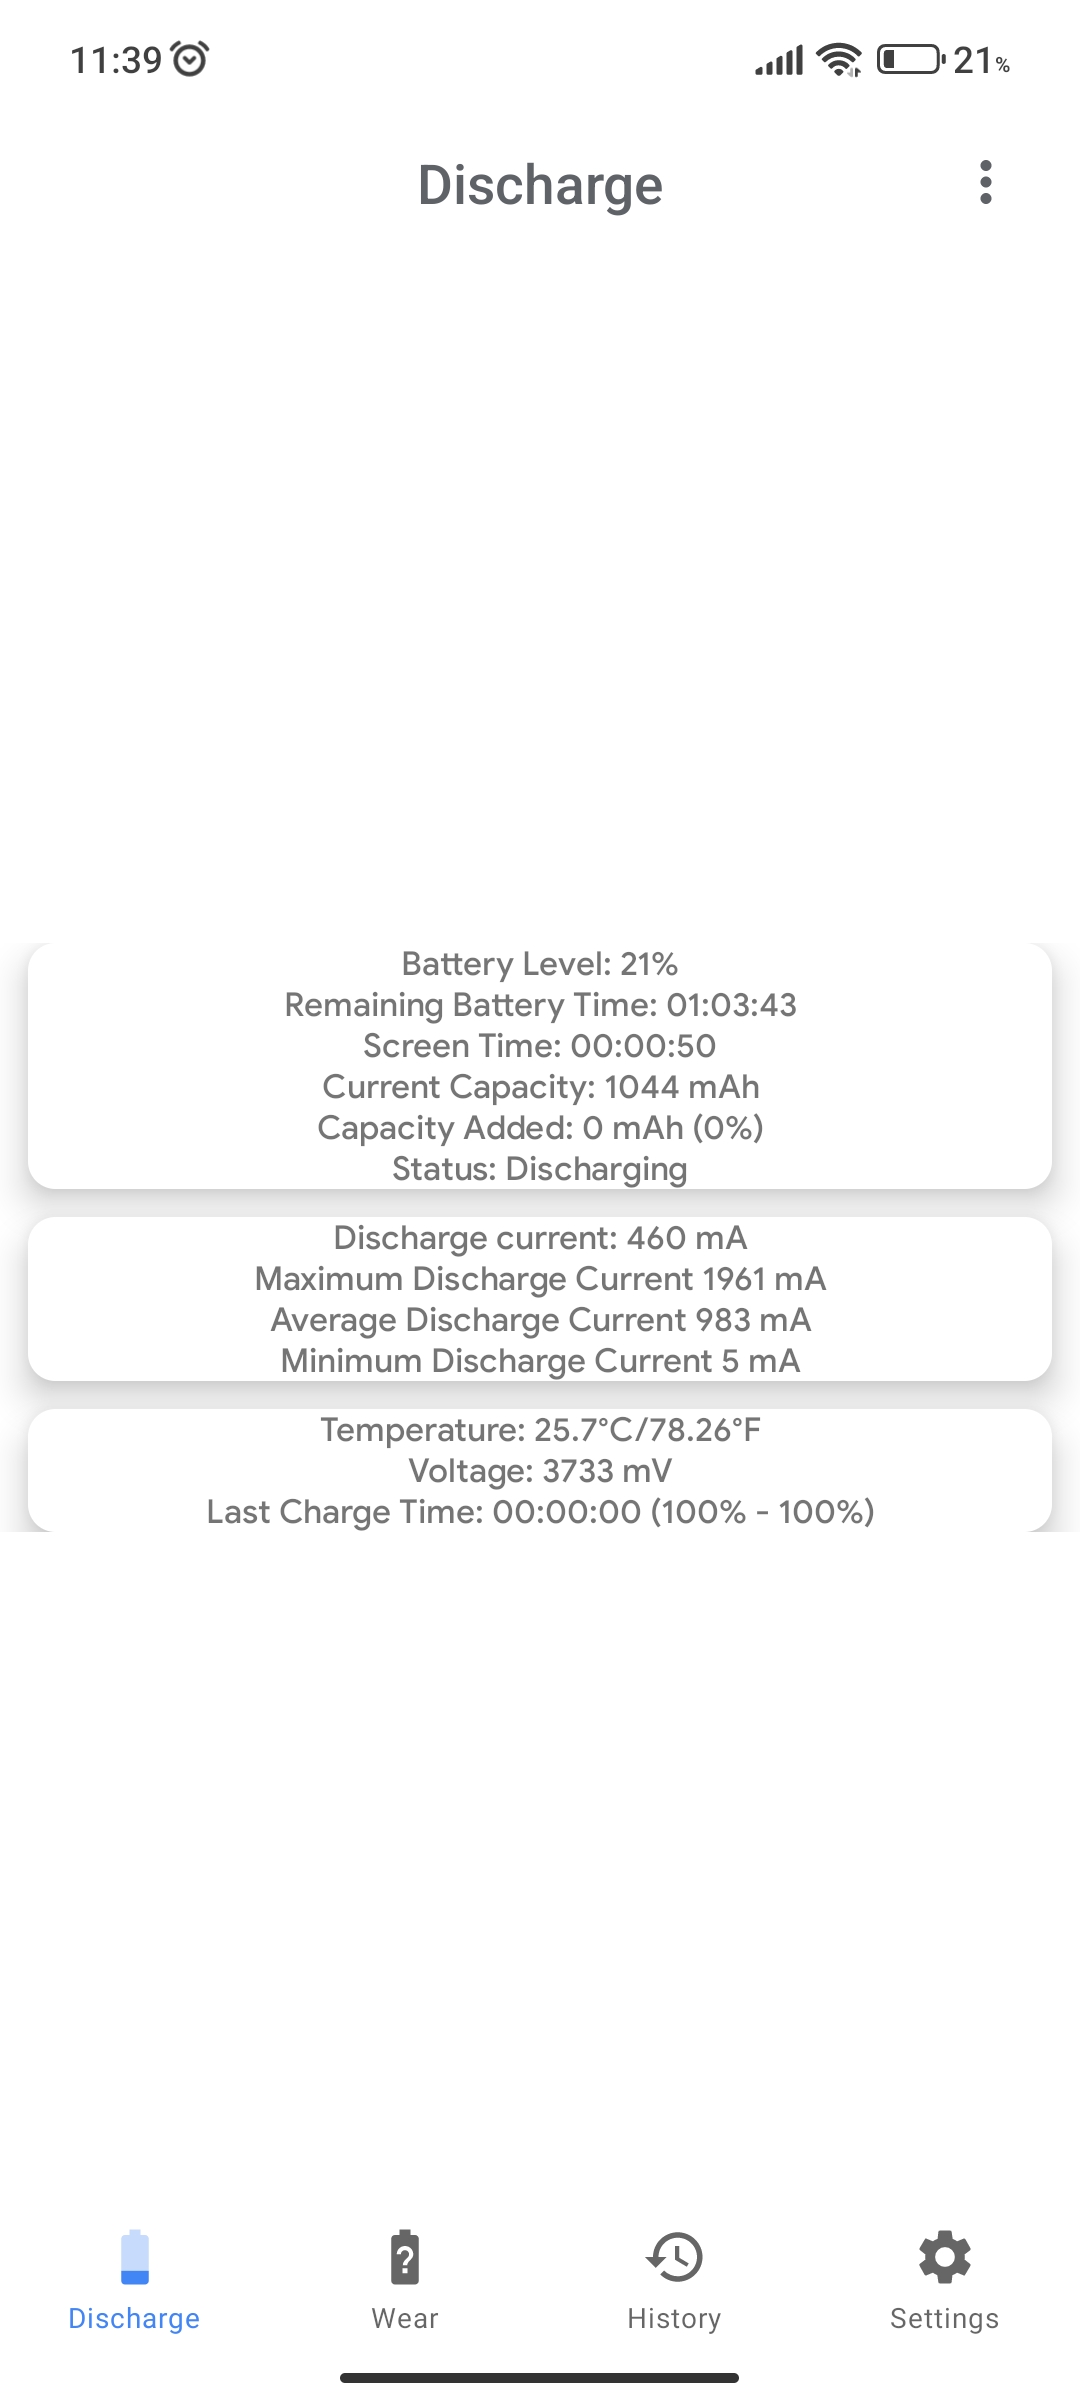 11:39
21%
Discharge
Battery Level: 21%
Remaining Battery Time: 01:03:43
Screen Time: 00:00:50
Current Capacity: 1044 mAh
Capacity Added: 0 mAh (0%)
Status: Discharging
Discharge current: 460 mA
Maximum Discharge Current 1961 mA
Average Discharge Current 983 mA
Minimum Discharge Current 5 mA
Temperature: 25.7°C/78.26°F
Voltage: 3733 mV
Last Charge Time: 00:00:00 (100% - 100%)
Discharge
Wear
History
Settings